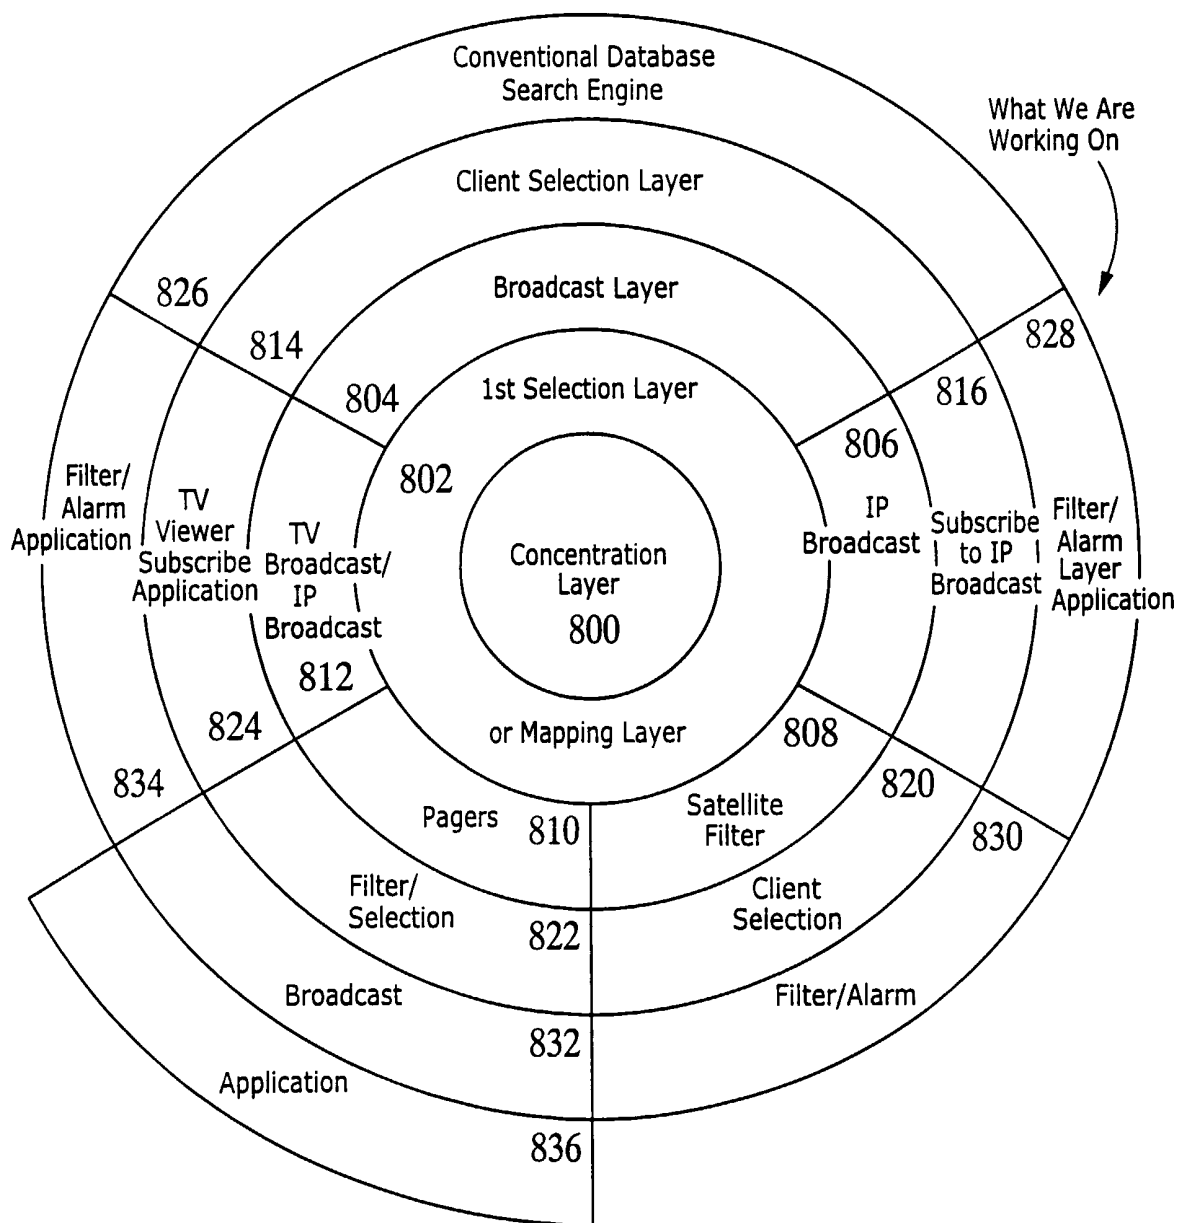 Conventional Database
Search Engine
What We Are
Working On
Client Selection Layer
826
Broadcast Layer
828
814
816
804
1st Selection Layer
806
802
Filter/
Alarm
Application
TV
Viewer
Subscribe
Application
TV
Broadcast/
IP
Broadcast
Concentration
Layer
800
IP
Broadcast
Subscribe
to IP
Broadcast
Filter/
Alarm
Layer
Application
812
824
834
or Mapping Layer
808
820
830
Pagers
810
Satellite
Filter
Filter/
Selection
822
Client
Selection
Broadcast
832
Filter/Alarm
Application
836